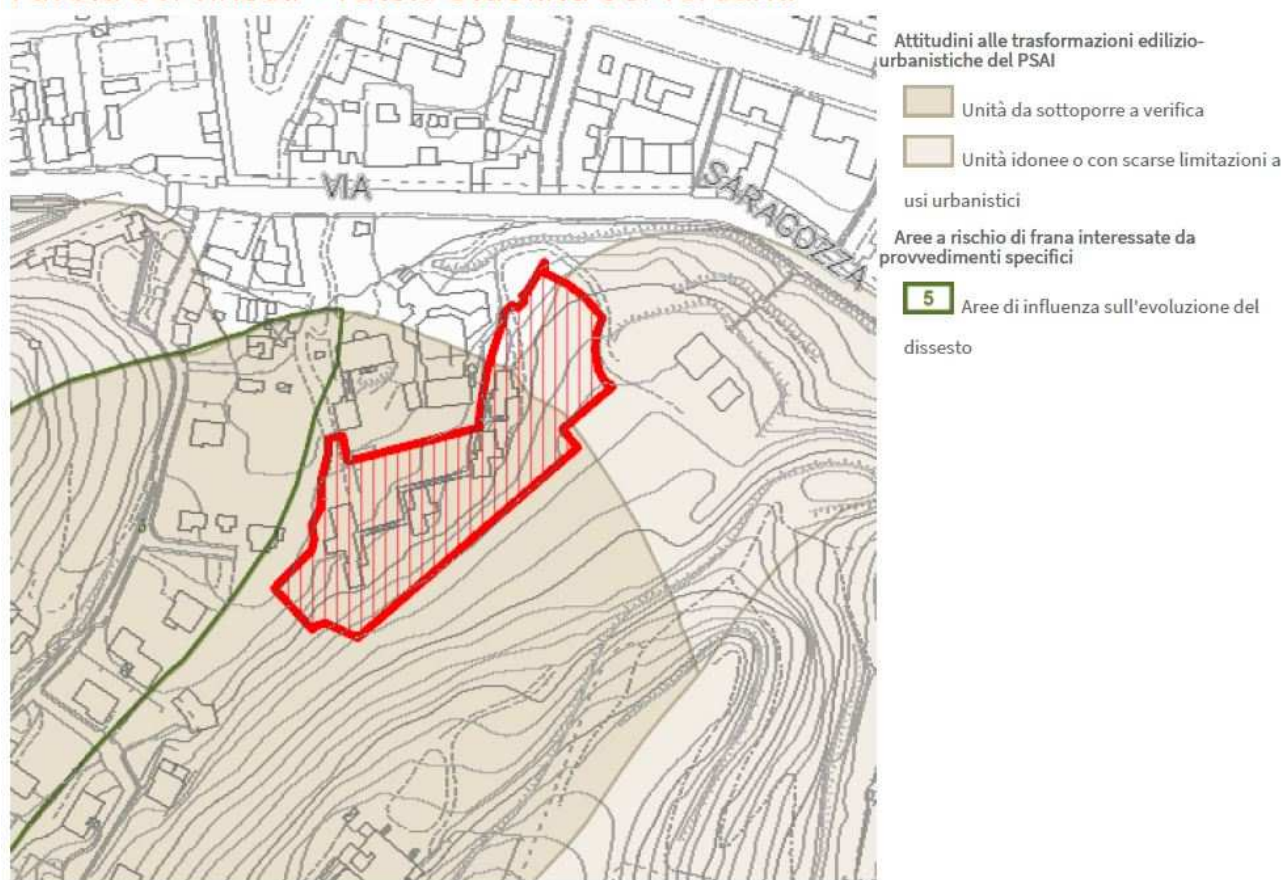 VIA
SARAGOZZA
Attitudini alle trasformazioni edilizio-
urbanistiche del PSAI
Unità da sottoporre a verifica
Unità idonee o con scarse limitazioni a
usi urbanistici
Aree a rischio di frana interessate da
provvedimenti specifici
5 Aree di influenza sull'evoluzione del
dissesto